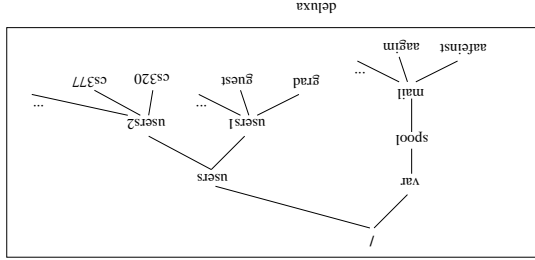 /
var users
spool users1 users2
mail ... ...
grad guest cs320 cs377
aafeinst aagim ...
deluxa